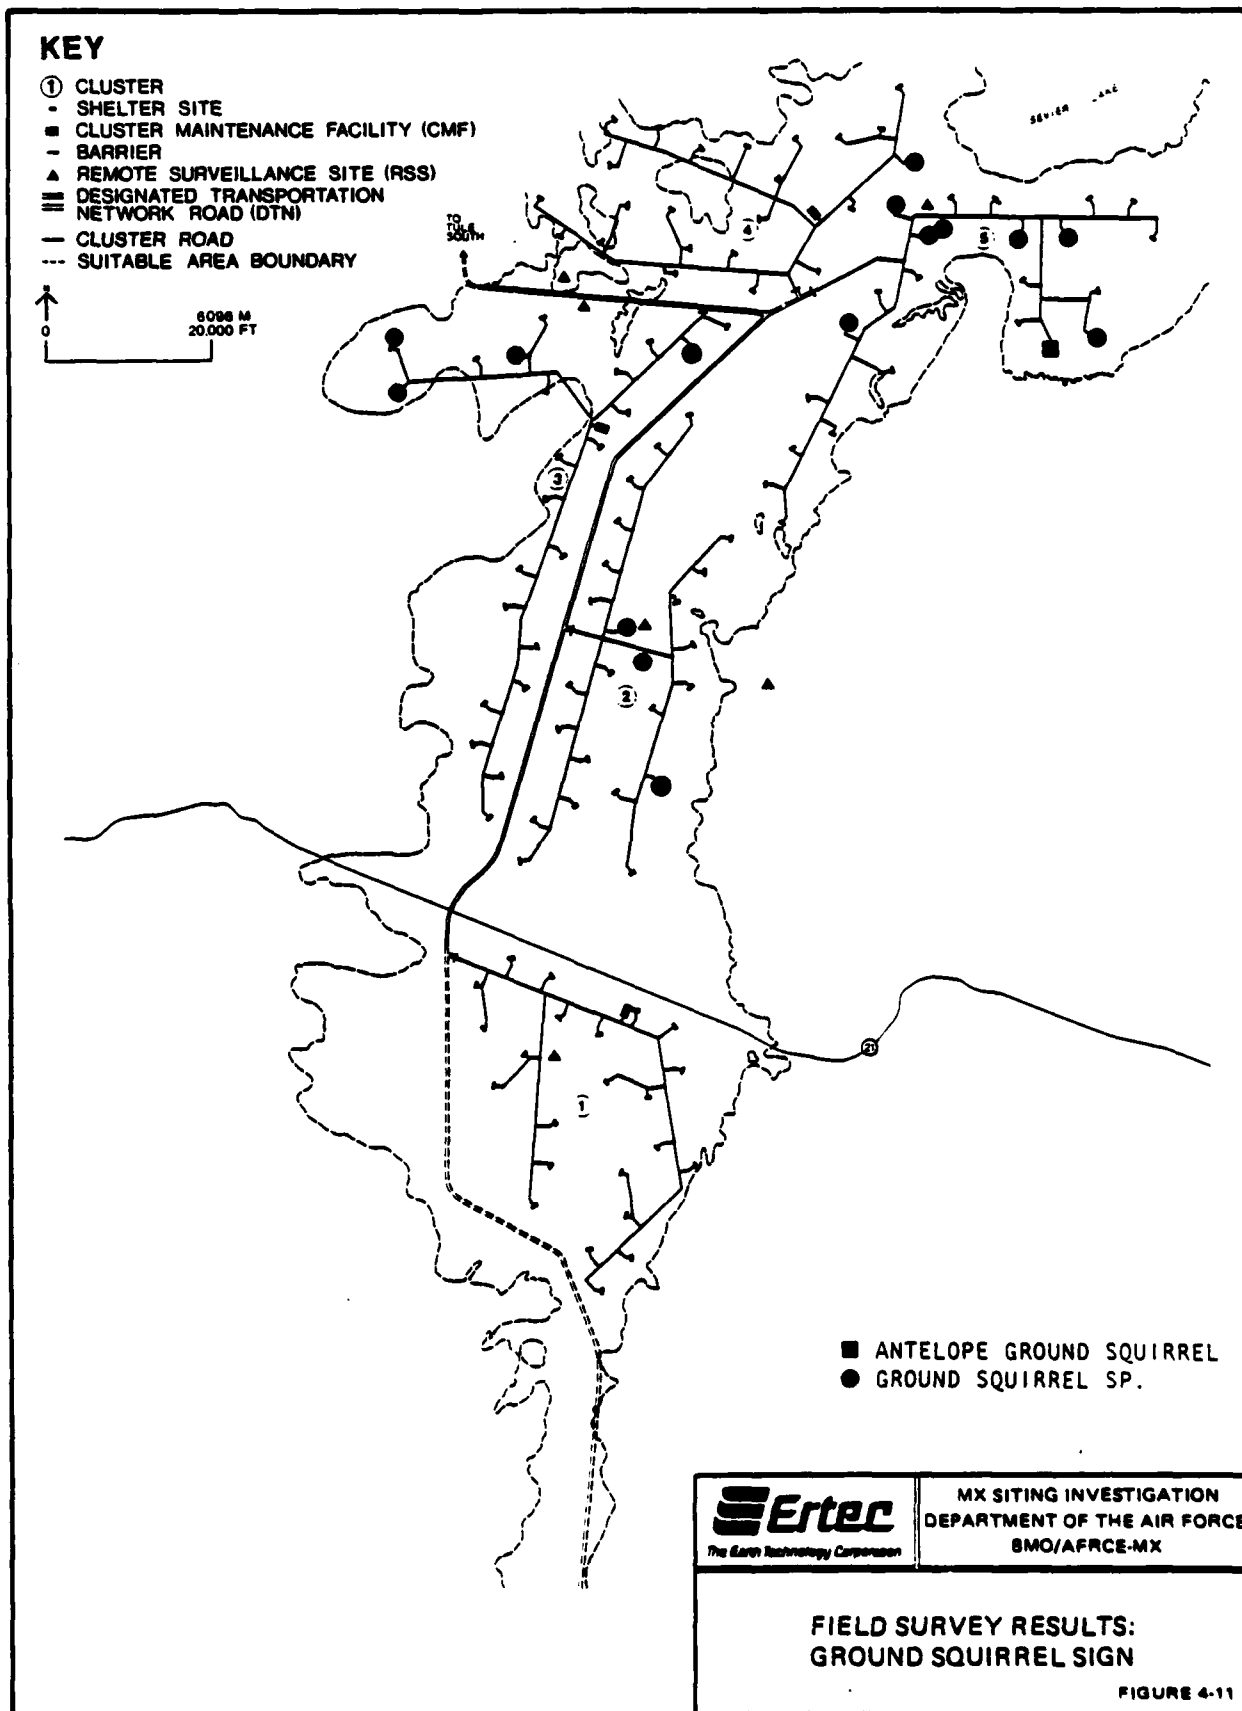 KEY
① CLUSTER
- SHELTER SITE
■ CLUSTER MAINTENANCE FACILITY (CMF)
- BARRIER
▲ REMOTE SURVEILLANCE SITE (RSS)
DESIGNATED TRANSPORTATION
NETWORK ROAD (DTN)
— CLUSTER ROAD
--- SUITABLE AREA BOUNDARY
N
0
6096 M
20,000 FT
TO
TULE
SOUTH
SEVIER LAKE
4
5
3
2
21
1
■ ANTELOPE GROUND SQUIRREL
● GROUND SQUIRREL SP.
Ertec
The Earth Technology Corporation
MX SITING INVESTIGATION
DEPARTMENT OF THE AIR FORCE
BMO/AFRCE-MX
FIELD SURVEY RESULTS:
GROUND SQUIRREL SIGN
FIGURE 4-11